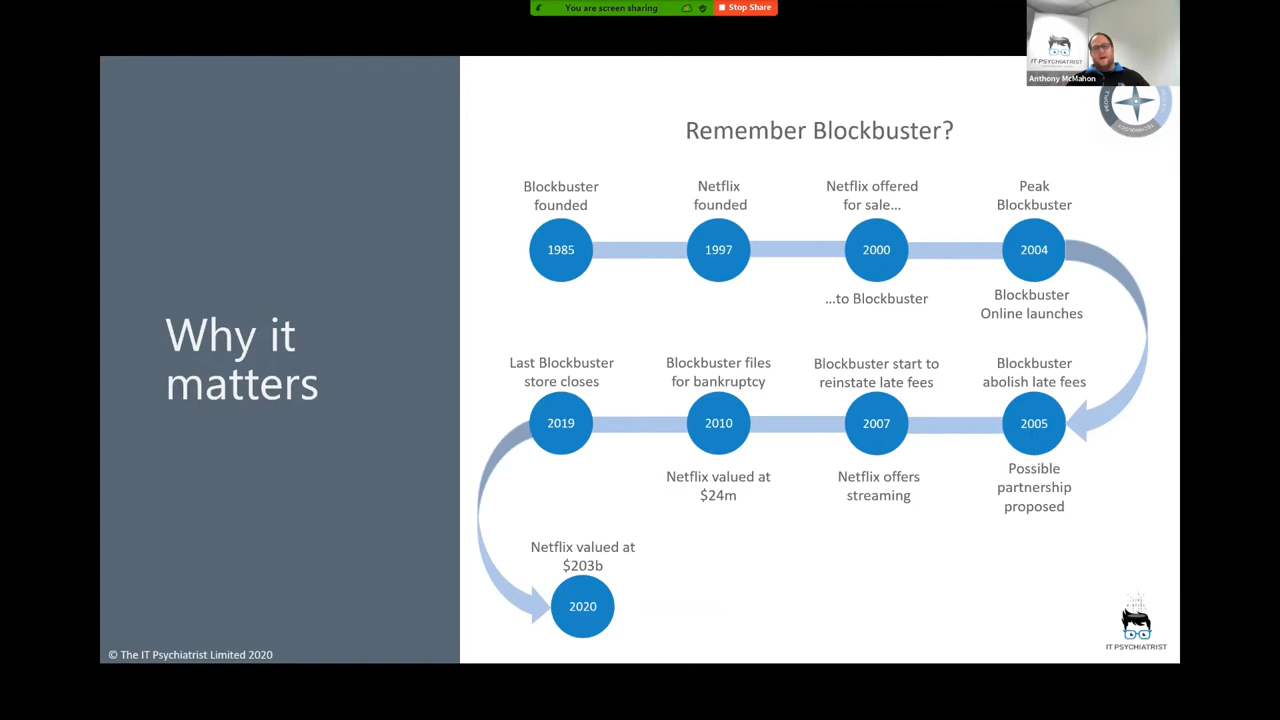 You are screen sharing
Stop Share
IT PSYCHIATRIST
Anthony McMahon
PEOPLE
Remember Blockbuster?
Blockbuster
founded
Netflix
founded
Netflix offered
for sale…
Peak
Blockbuster
1985
1997
2000
2004
…to Blockbuster
Blockbuster
Online launches
Why it
matters
Last Blockbuster
store closes
Blockbuster files
for bankruptcy
Blockbuster start to
reinstate late fees
Blockbuster
abolish late fees
2019
2010
2007
2005
Netflix valued at
$24m
Netflix offers
streaming
Possible
partnership
proposed
Netflix valued at
$203b
2020
IT PSYCHIATRIST
© The IT Psychiatrist Limited 2020